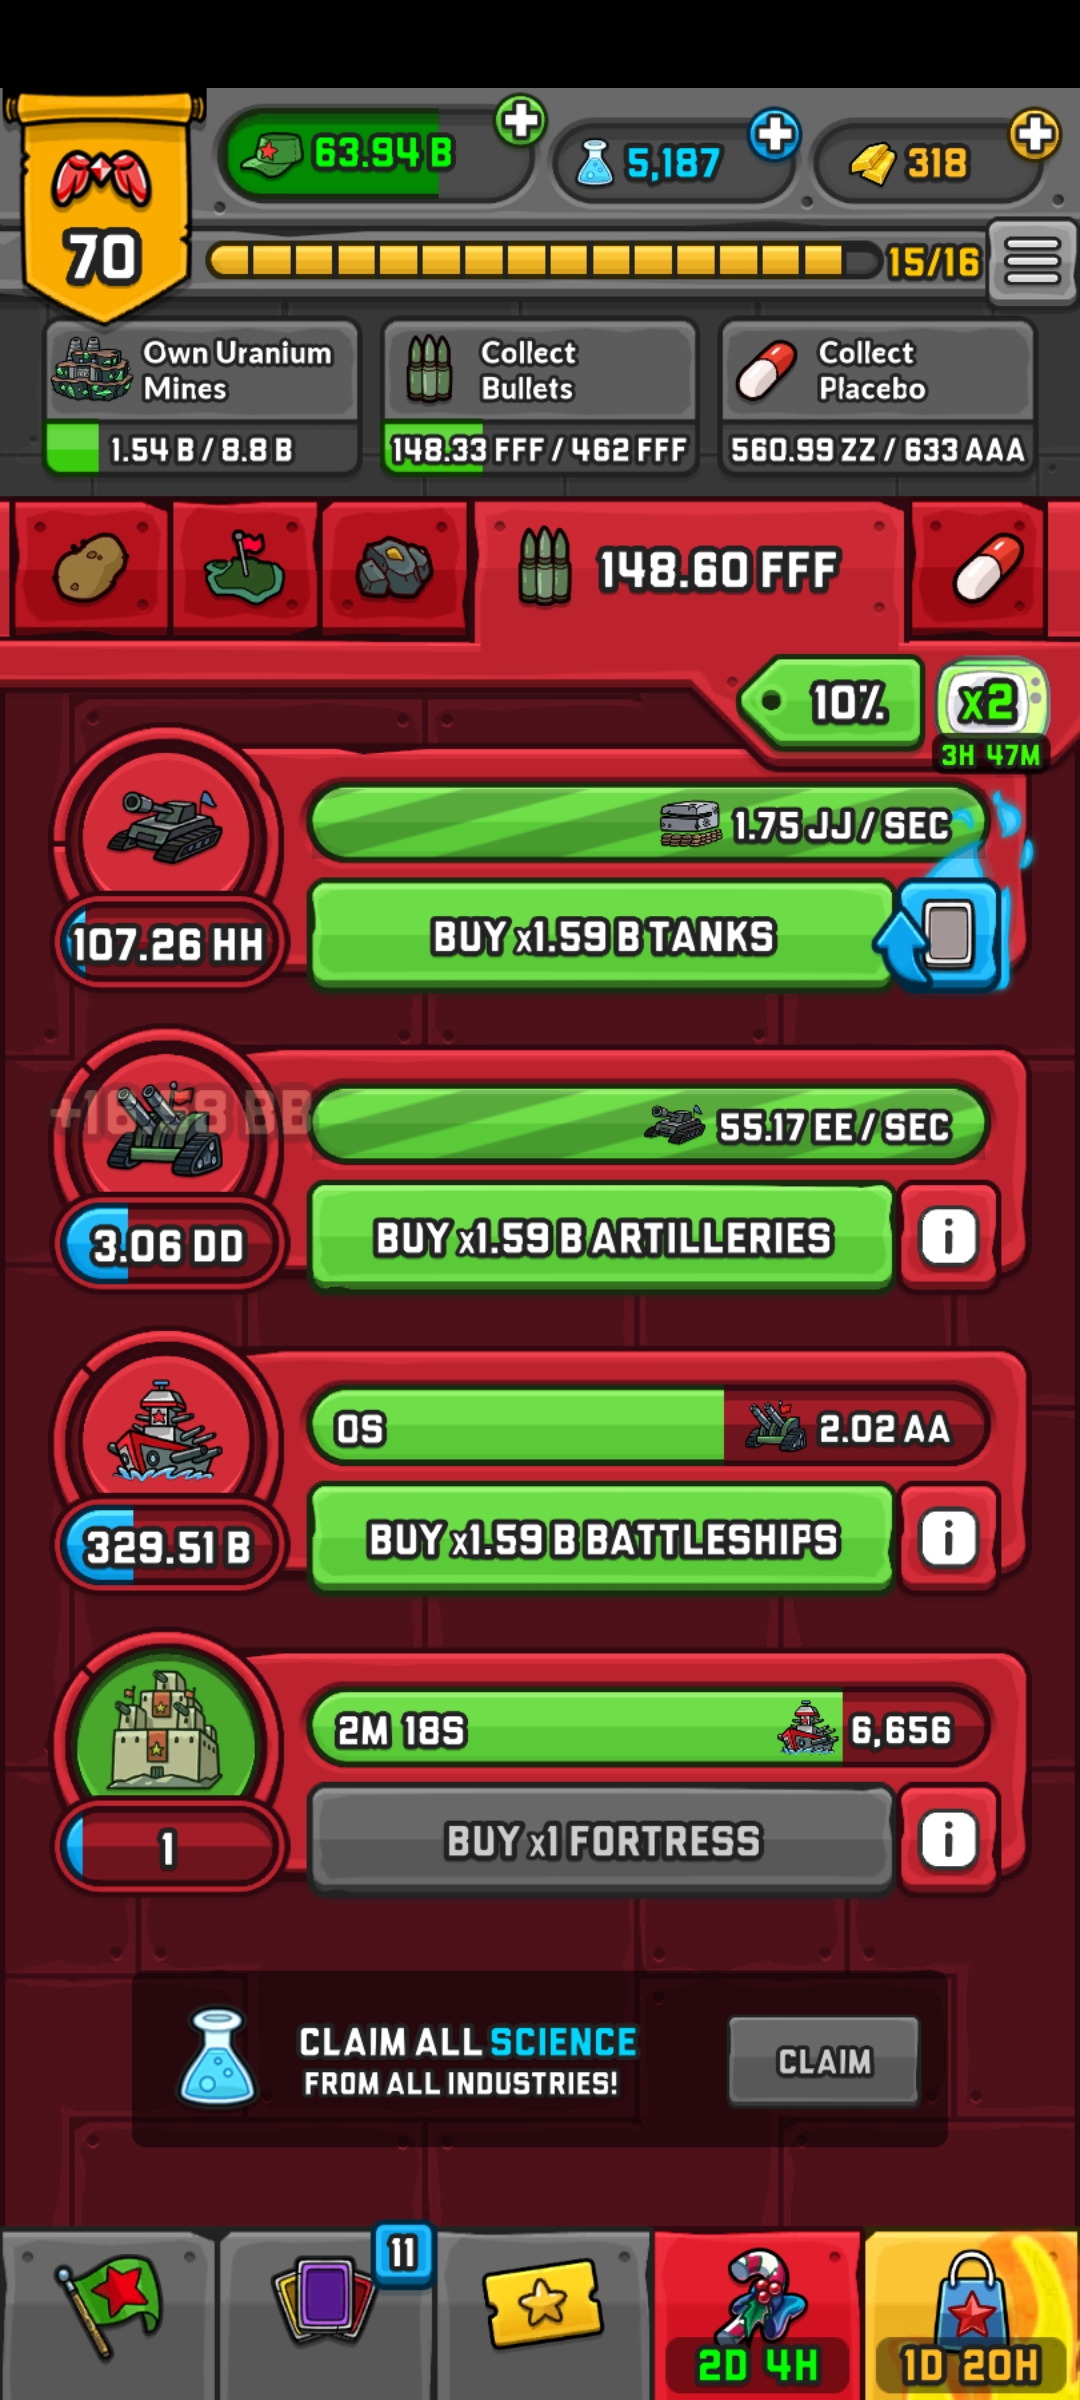 63.94 B
5,187
318
70
15/16
Own Uranium
Mines
1.54 B / 8.8 B
Collect
Bullets
148.33 FFF / 462 FFF
Collect
Placebo
560.99 ZZ / 633 AAA
148.60 FFF
10%
x2
3H 47M
1.75 JJ / SEC
107.26 HH
BUY x1.59 B TANKS
55.17 EE / SEC
3.06 DD
BUY x1.59 B ARTILLERIES
i
0S
2.02 AA
329.51 B
BUY x1.59 B BATTLESHIPS
i
2M 18S
6,656
1
BUY x1 FORTRESS
i
CLAIM ALL SCIENCE
FROM ALL INDUSTRIES!
CLAIM
11
2D 4H
1D 20H